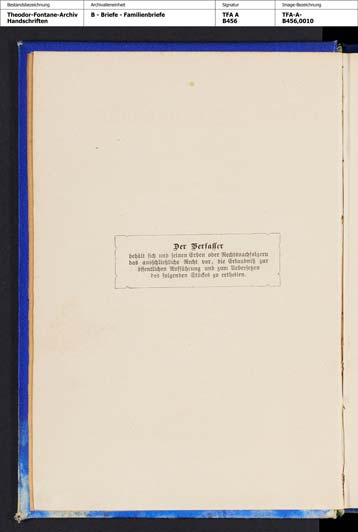 Bestandsbezeichnung Archivalieneinheit Signatur Image-Bezeichnung
Theodor-Fontane-Archiv B - Briefe - Familienbriefe TFA A TFA-A-
Handschriften B456 B456,0010
Der Verfasser
behält sich und seinen Erben oder Rechtsnachfolgern
das ausschließliche Recht vor, die Erlaubniß zur
öffentlichen Aufführung und zum Uebersetzen
des folgenden Stückes zu ertheilen.